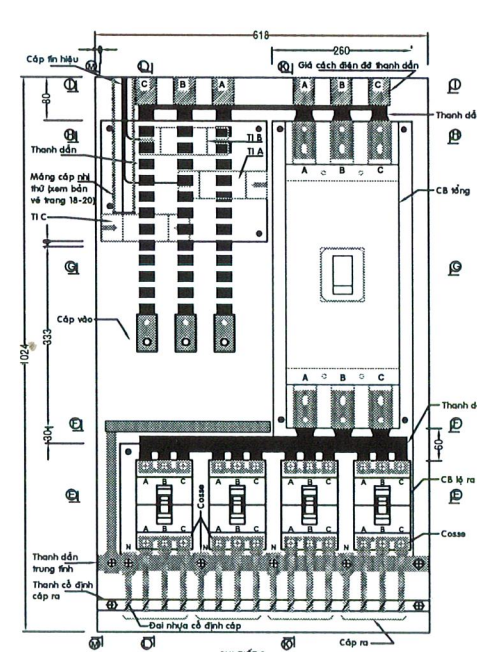 618
260
M
Cáp tín hiệu
L
K
Giá cách điện đỡ thanh dẫn
J
C B A
A B C
J
80
Thanh dẫ
H
H
TI B
TI A
Thanh dẫn
A B C
Máng cáp nhị
thứ (xem bản
vẽ trang 18-20)
CB tổng
TI C
G
G
Cáp vào
333
1024
A B C
Thanh d
F
F
30
60
A B C
A B C
A B C
A B C
CB lộ ra
E
E
Cosse
A B C
A B C
A B C
A B C
Cosse
N
N
N
N
Thanh dẫn
trung tính
Thanh cố định
cáp ra
Đai nhựa cố định cáp
Cáp ra
M
L
K